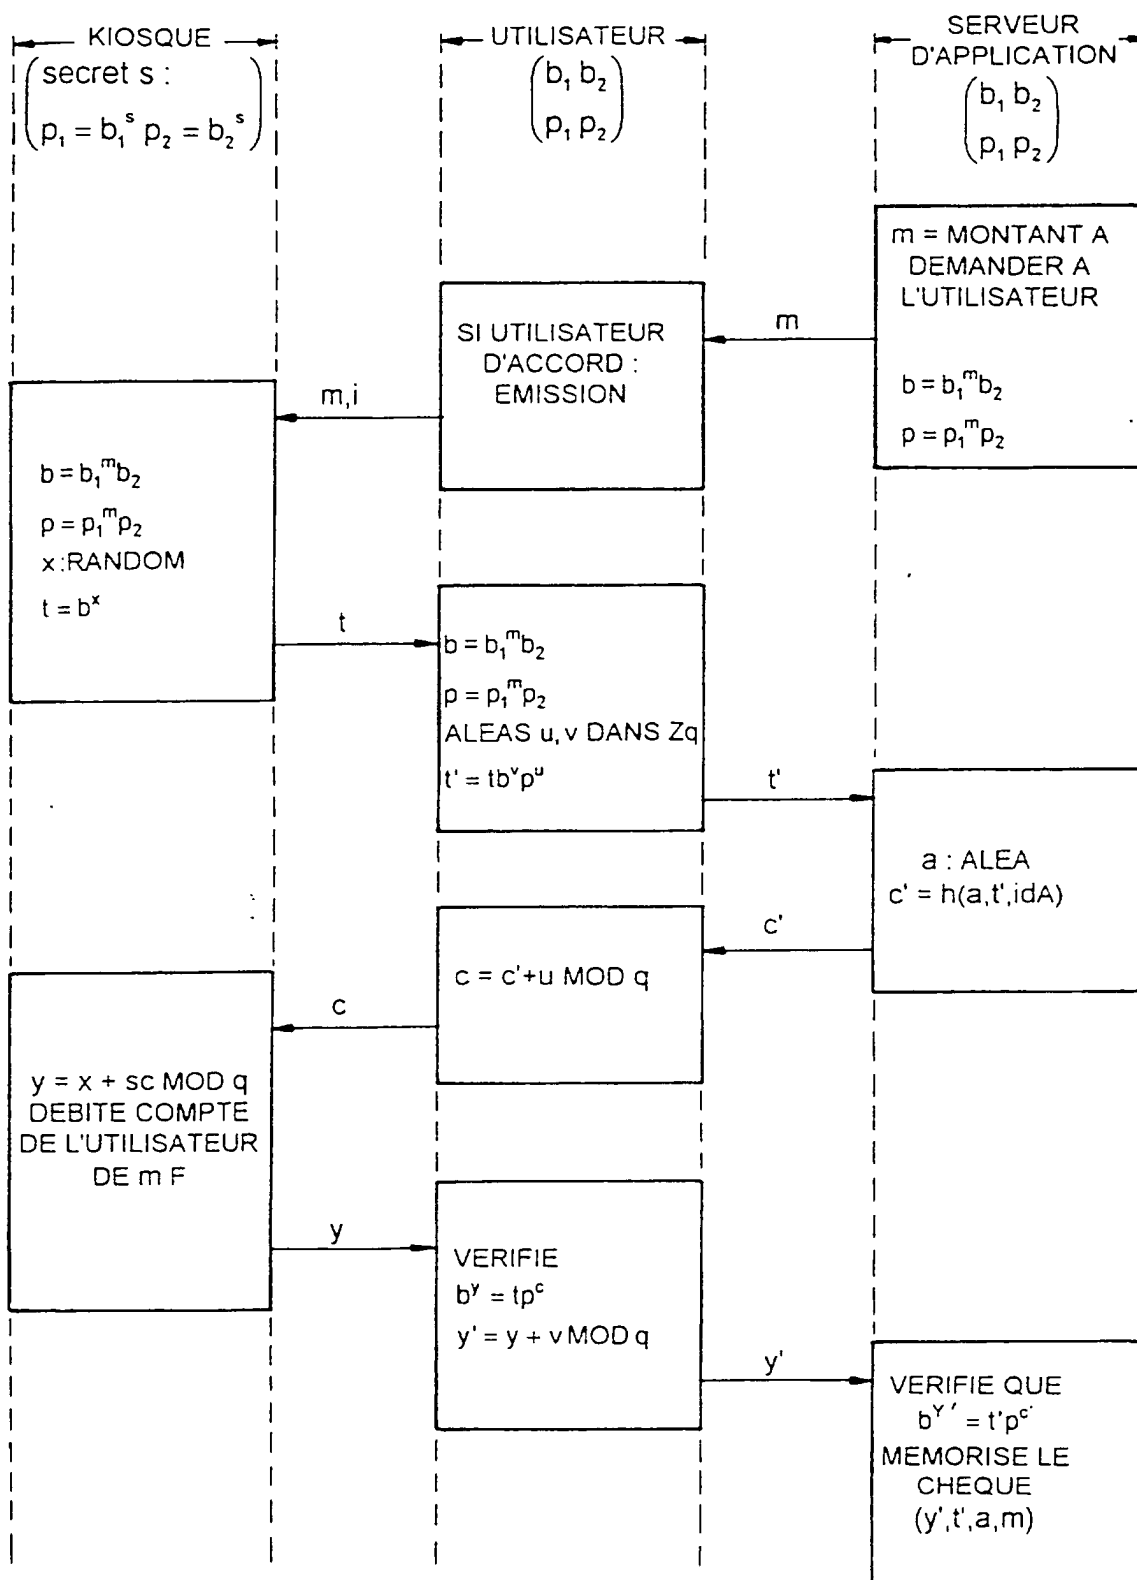 KIOSQUE
(secret s :
p₁ = b₁ˢ p₂ = b₂ˢ)
UTILISATEUR
(b₁ b₂
p₁ p₂)
SERVEUR
D'APPLICATION
(b₁ b₂
p₁ p₂)
m = MONTANT A
DEMANDER A
L'UTILISATEUR
b = b₁ᵐb₂
p = p₁ᵐp₂
m
SI UTILISATEUR
D'ACCORD :
EMISSION
m,i
b = b₁ᵐb₂
p = p₁ᵐp₂
x :RANDOM
t = bˣ
t
b = b₁ᵐb₂
p = p₁ᵐp₂
ALEAS u, v DANS Zq
t' = tbᵛpᵘ
t'
a : ALEA
c' = h(a,t',idA)
c'
c = c'+u MOD q
c
y = x + sc MOD q
DEBITE COMPTE
DE L'UTILISATEUR
DE m F
y
VERIFIE
bʸ = tpᶜ
y' = y + v MOD q
y'
VERIFIE QUE
bʸ' = t'pᶜ'
MEMORISE LE
CHEQUE
(y',t',a,m)